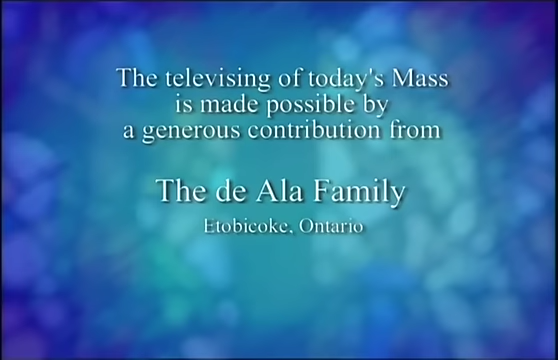 The televising of today's Mass
is made possible by
a generous contribution from
The de Ala Family
Etobicoke, Ontario